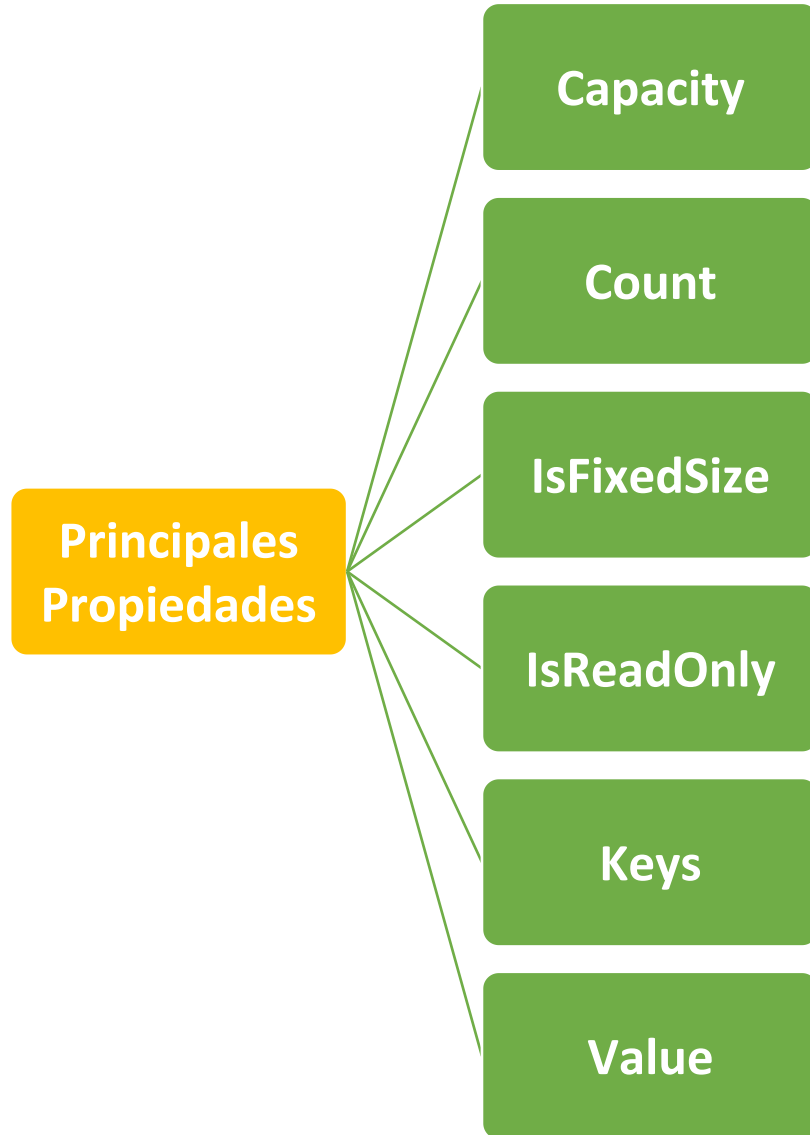 Capacity
Count
IsFixedSize
Principales
Propiedades
IsReadOnly
Keys
Value